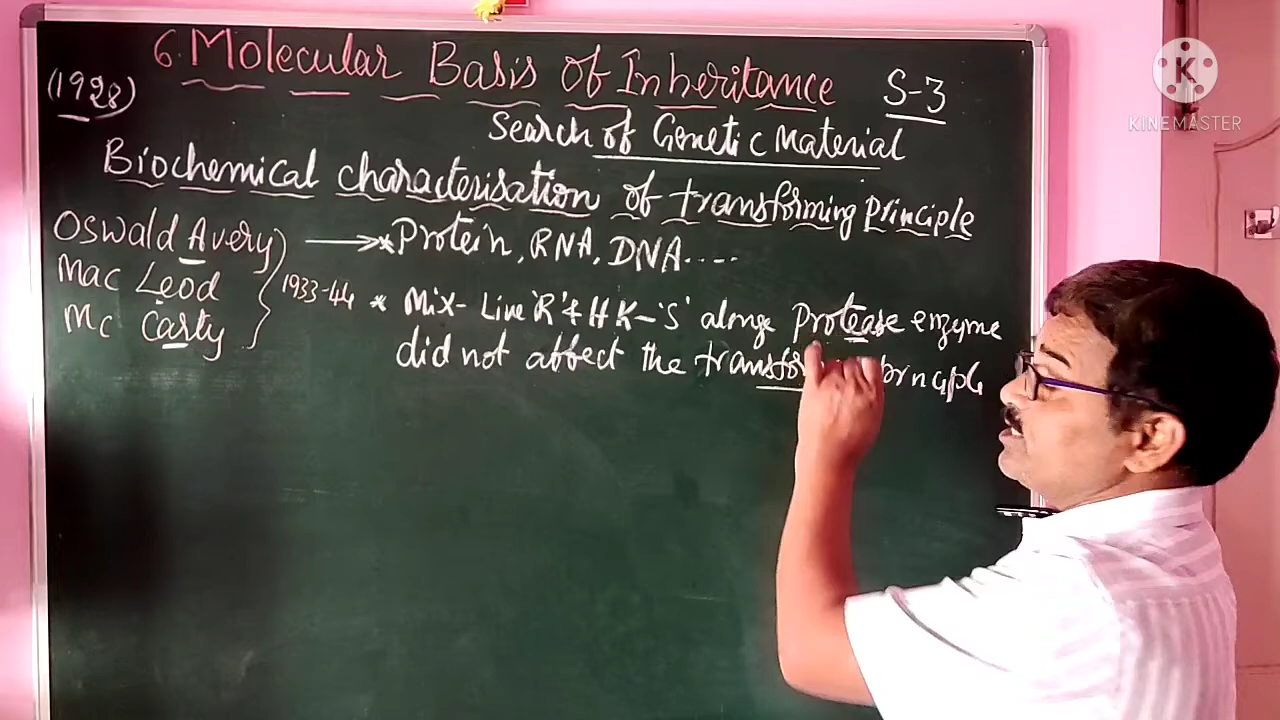 6. Molecular Basis of Inheritance S-3
(1928)
Search of Genetic Material
Biochemical characterisation of transforming principle
Oswald Avery
Mac Leod
Mc Carty
1933-44
→ * Protein, RNA, DNA....
* Mix- Live 'R' + HK-'S' along Protease enzyme
did not affect the
K
KINEMASTER